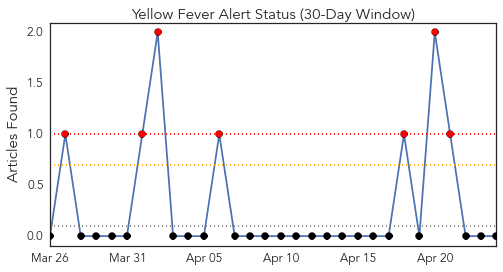 Yellow Fever Alert Status (30-Day Window)
Articles Found
2.0
1.5
1.0
0.5
0.0
Mar 26 Mar 31 Apr 05 Apr 10 Apr 15 Apr 20